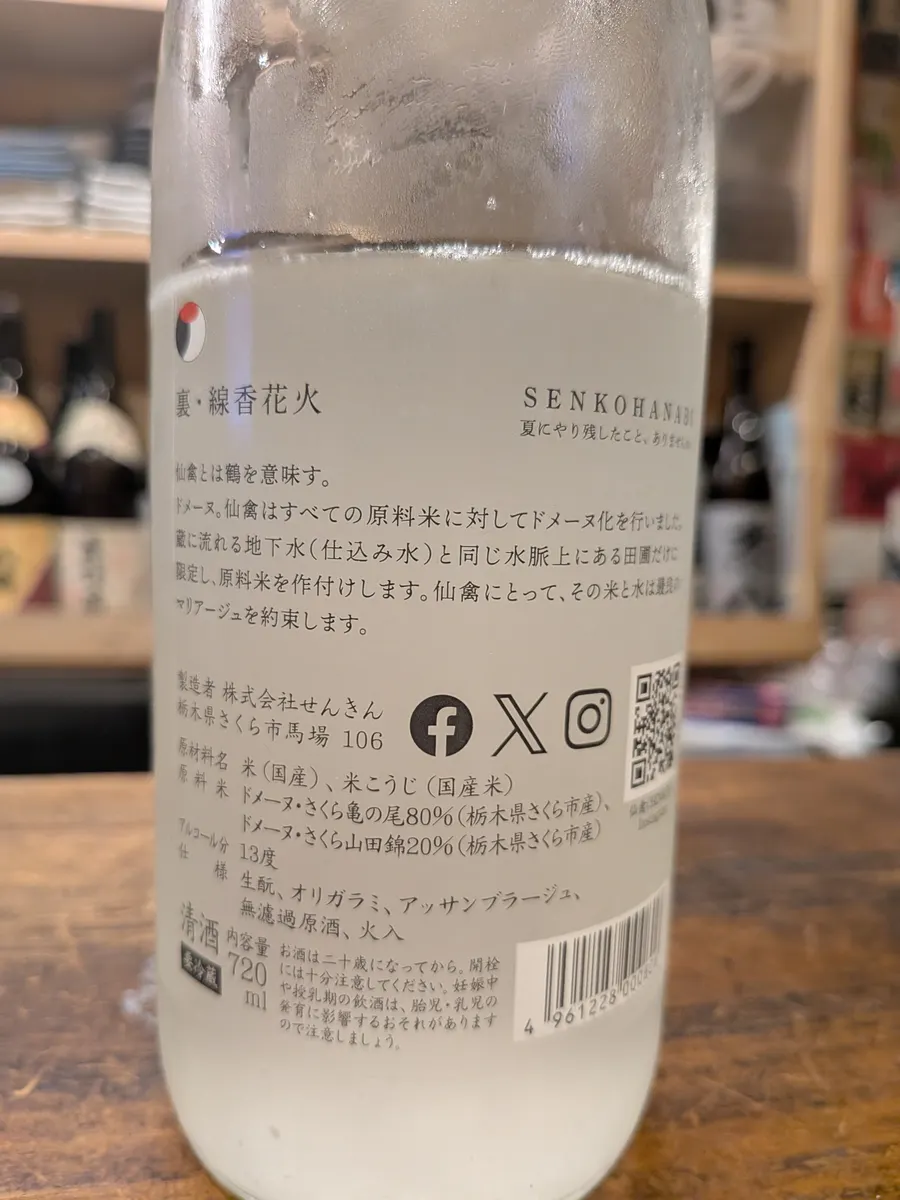 裏・線香花火
SENKOHANABI
夏にやり残したこと、ありません
仙禽とは鶴を意味す。
ドメーヌ。仙禽はすべての原料米に対してドメーヌ化を行いました。
蔵に流れる地下水（仕込み水）と同じ水脈上にある田圃だけに
限定し、原料米を作付けします。仙禽にとって、その米と水は最良の
マリアージュを約束します。
製造者 株式会社せんきん
栃木県さくら市馬場 106
原材料名 米（国産）、米こうじ（国産米）
原料米 ドメーヌ・さくら亀の尾80%（栃木県さくら市産）、
ドメーヌ・さくら山田錦20%（栃木県さくら市産）
アルコール分 13度
仕様 生酛、オリガラミ、アッサンブラージュ、
無濾過原酒、火入
清酒
要冷蔵
内容量
720
ml
お酒は二十歳になってから。開栓
には十分注意してください。妊娠中
や授乳期の飲酒は、胎児・乳児の
発育に影響するおそれがあります
ので注意しましょう。
4 961228 0006